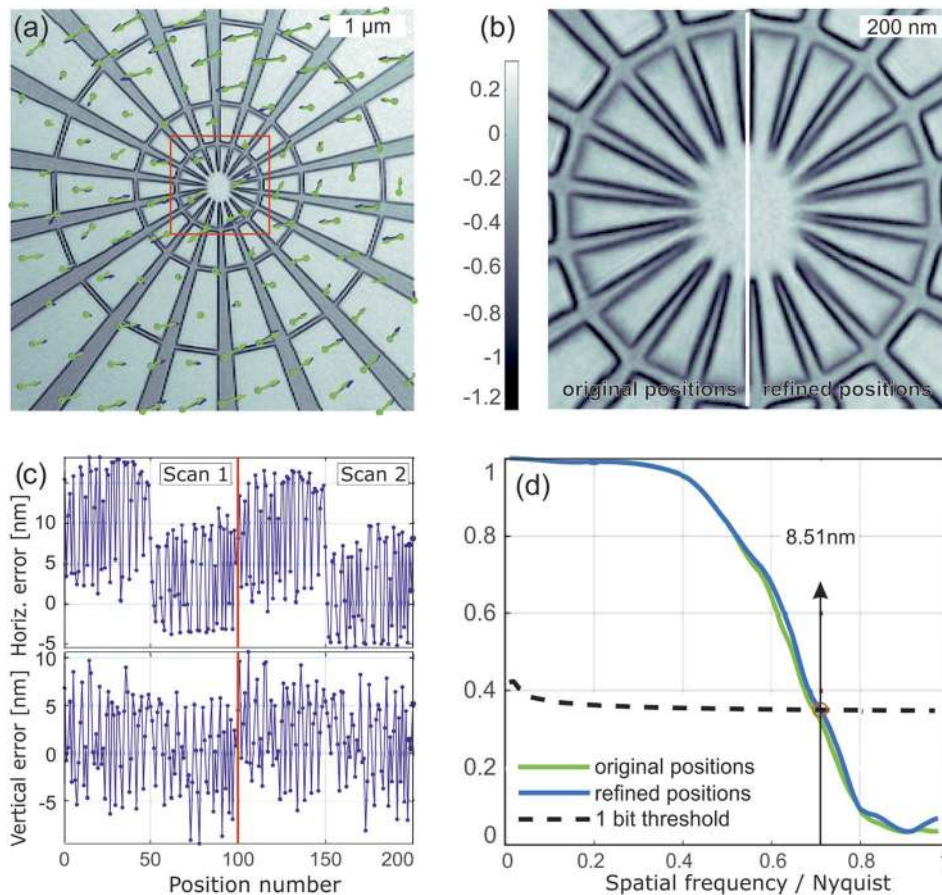 (a)
1 μm
(b)
200 nm
0.2
0
-0.2
-0.4
-0.6
-0.8
-1
-1.2
original positions
refined positions
(c)
Scan 1
Scan 2
Horiz. error [nm]
10
5
0
-5
Vertical error [nm]
10
5
0
-5
0
50
100
150
200
Position number
(d)
8.51nm
1
0.8
0.6
0.4
0.2
0
original positions
refined positions
1 bit threshold
0
0.2
0.4
0.6
0.8
1
Spatial frequency / Nyquist